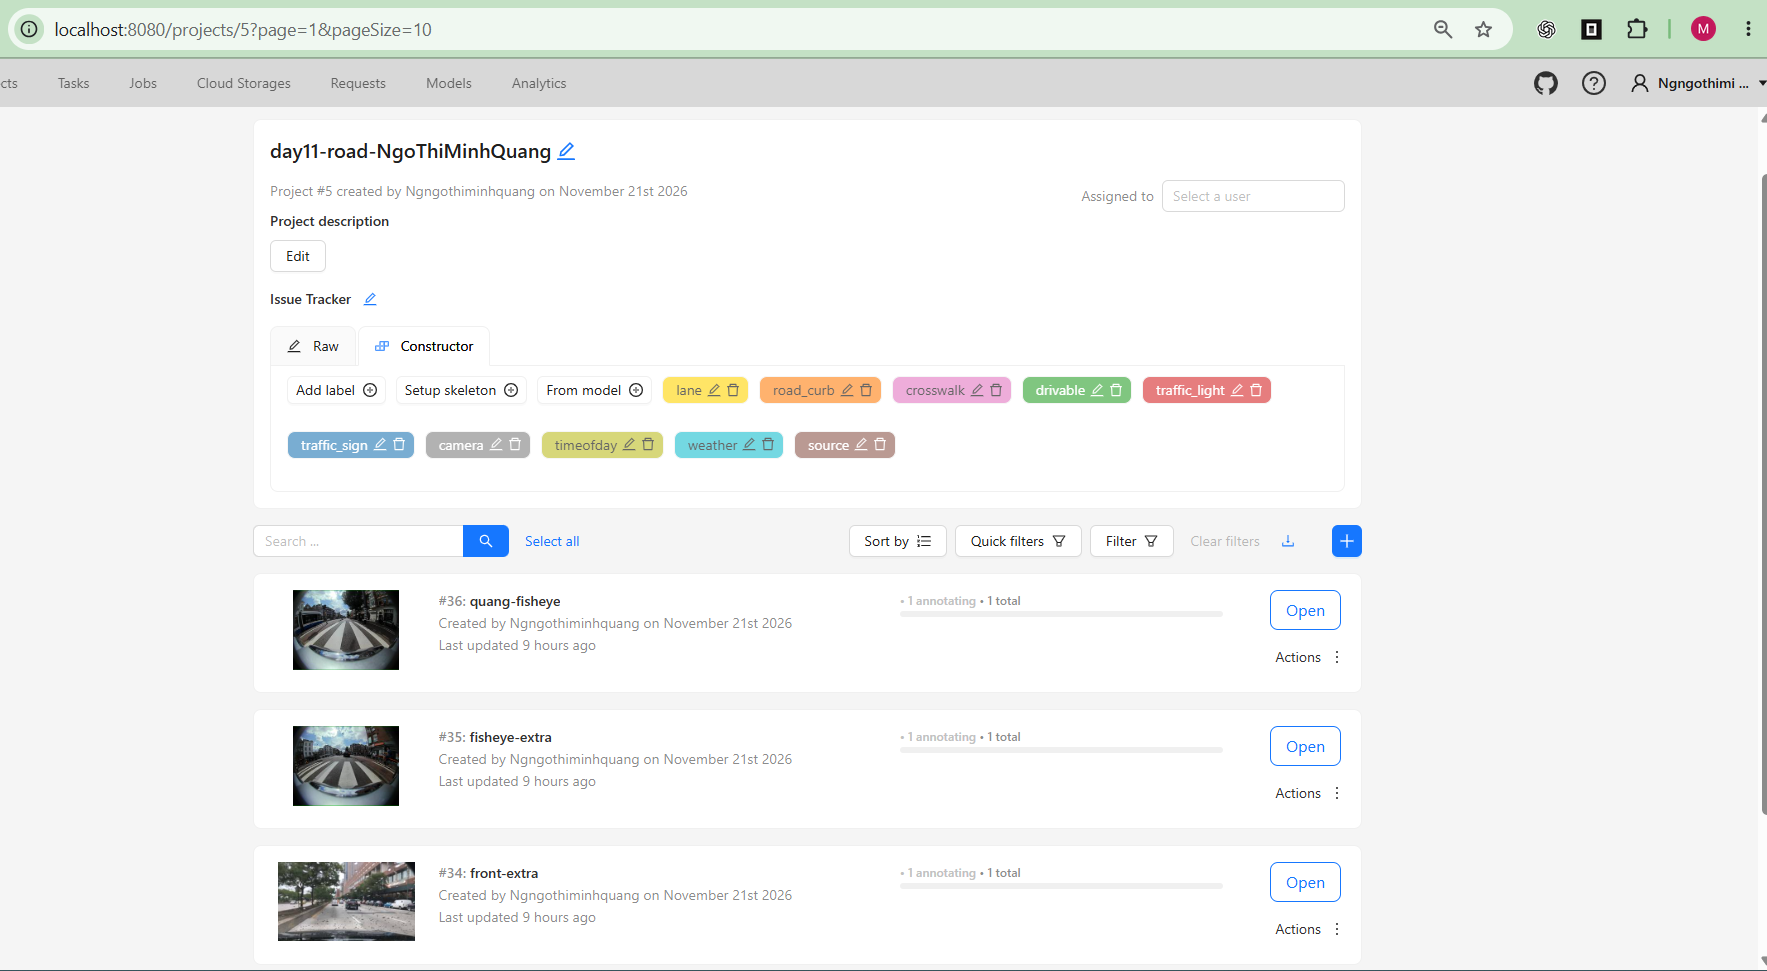 localhost:8080/projects/5?page=1&pageSize=10
M
cts Tasks Jobs Cloud Storages Requests Models Analytics Ngngothimi ...
day11-road-NgoThiMinhQuang
Project #5 created by Ngngothiminhquang on November 21st 2026
Assigned to Select a user
Project description
Edit
Issue Tracker
Raw Constructor
Add label Setup skeleton From model lane road_curb crosswalk drivable traffic_light
traffic_sign camera timeofday weather source
Search ... Select all Sort by Quick filters Filter Clear filters
#36: quang-fisheye • 1 annotating • 1 total Open
Created by Ngngothiminhquang on November 21st 2026
Last updated 9 hours ago Actions
#35: fisheye-extra • 1 annotating • 1 total Open
Created by Ngngothiminhquang on November 21st 2026
Last updated 9 hours ago Actions
#34: front-extra • 1 annotating • 1 total Open
Created by Ngngothiminhquang on November 21st 2026
Last updated 9 hours ago Actions